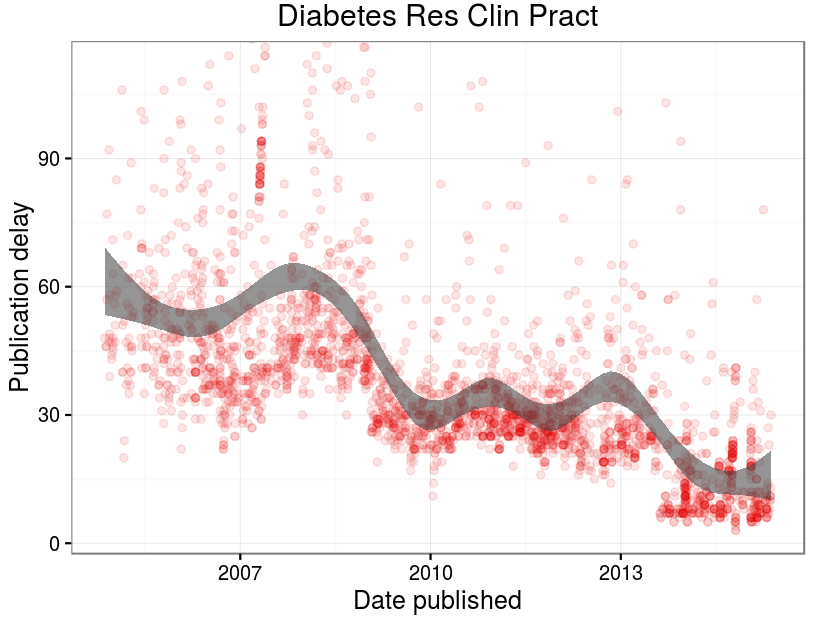 Diabetes Res Clin Pract
Publication delay
90
60
30
0
2007
2010
2013
Date published